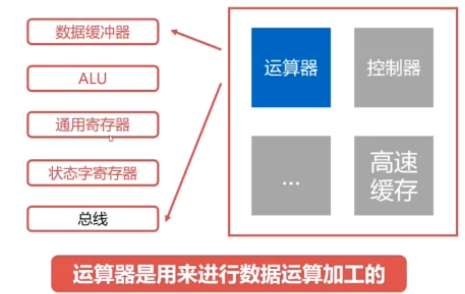 数据缓冲器
ALU
通用寄存器
状态字寄存器
总线
运算器
控制器
...
高速
缓存
运算器是用来进行数据运算加工的